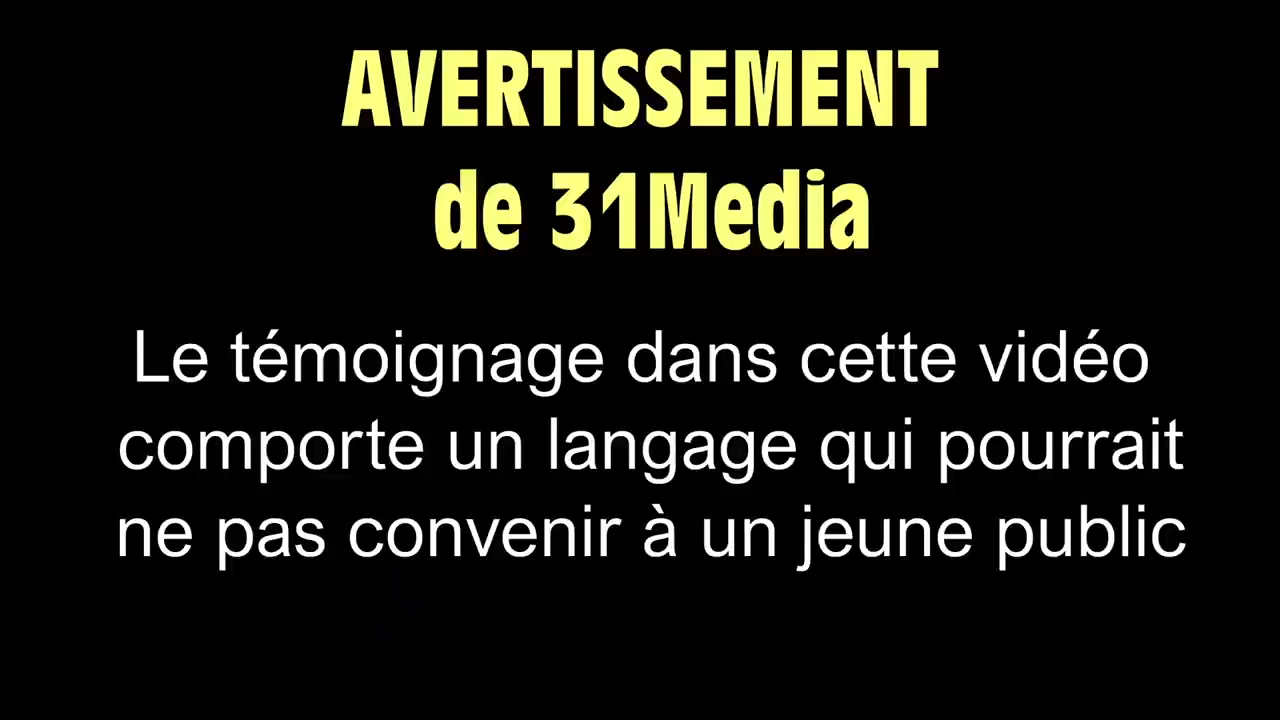 AVERTISSEMENT
de 31Media
Le témoignage dans cette vidéo
comporte un langage qui pourrait
ne pas convenir à un jeune public